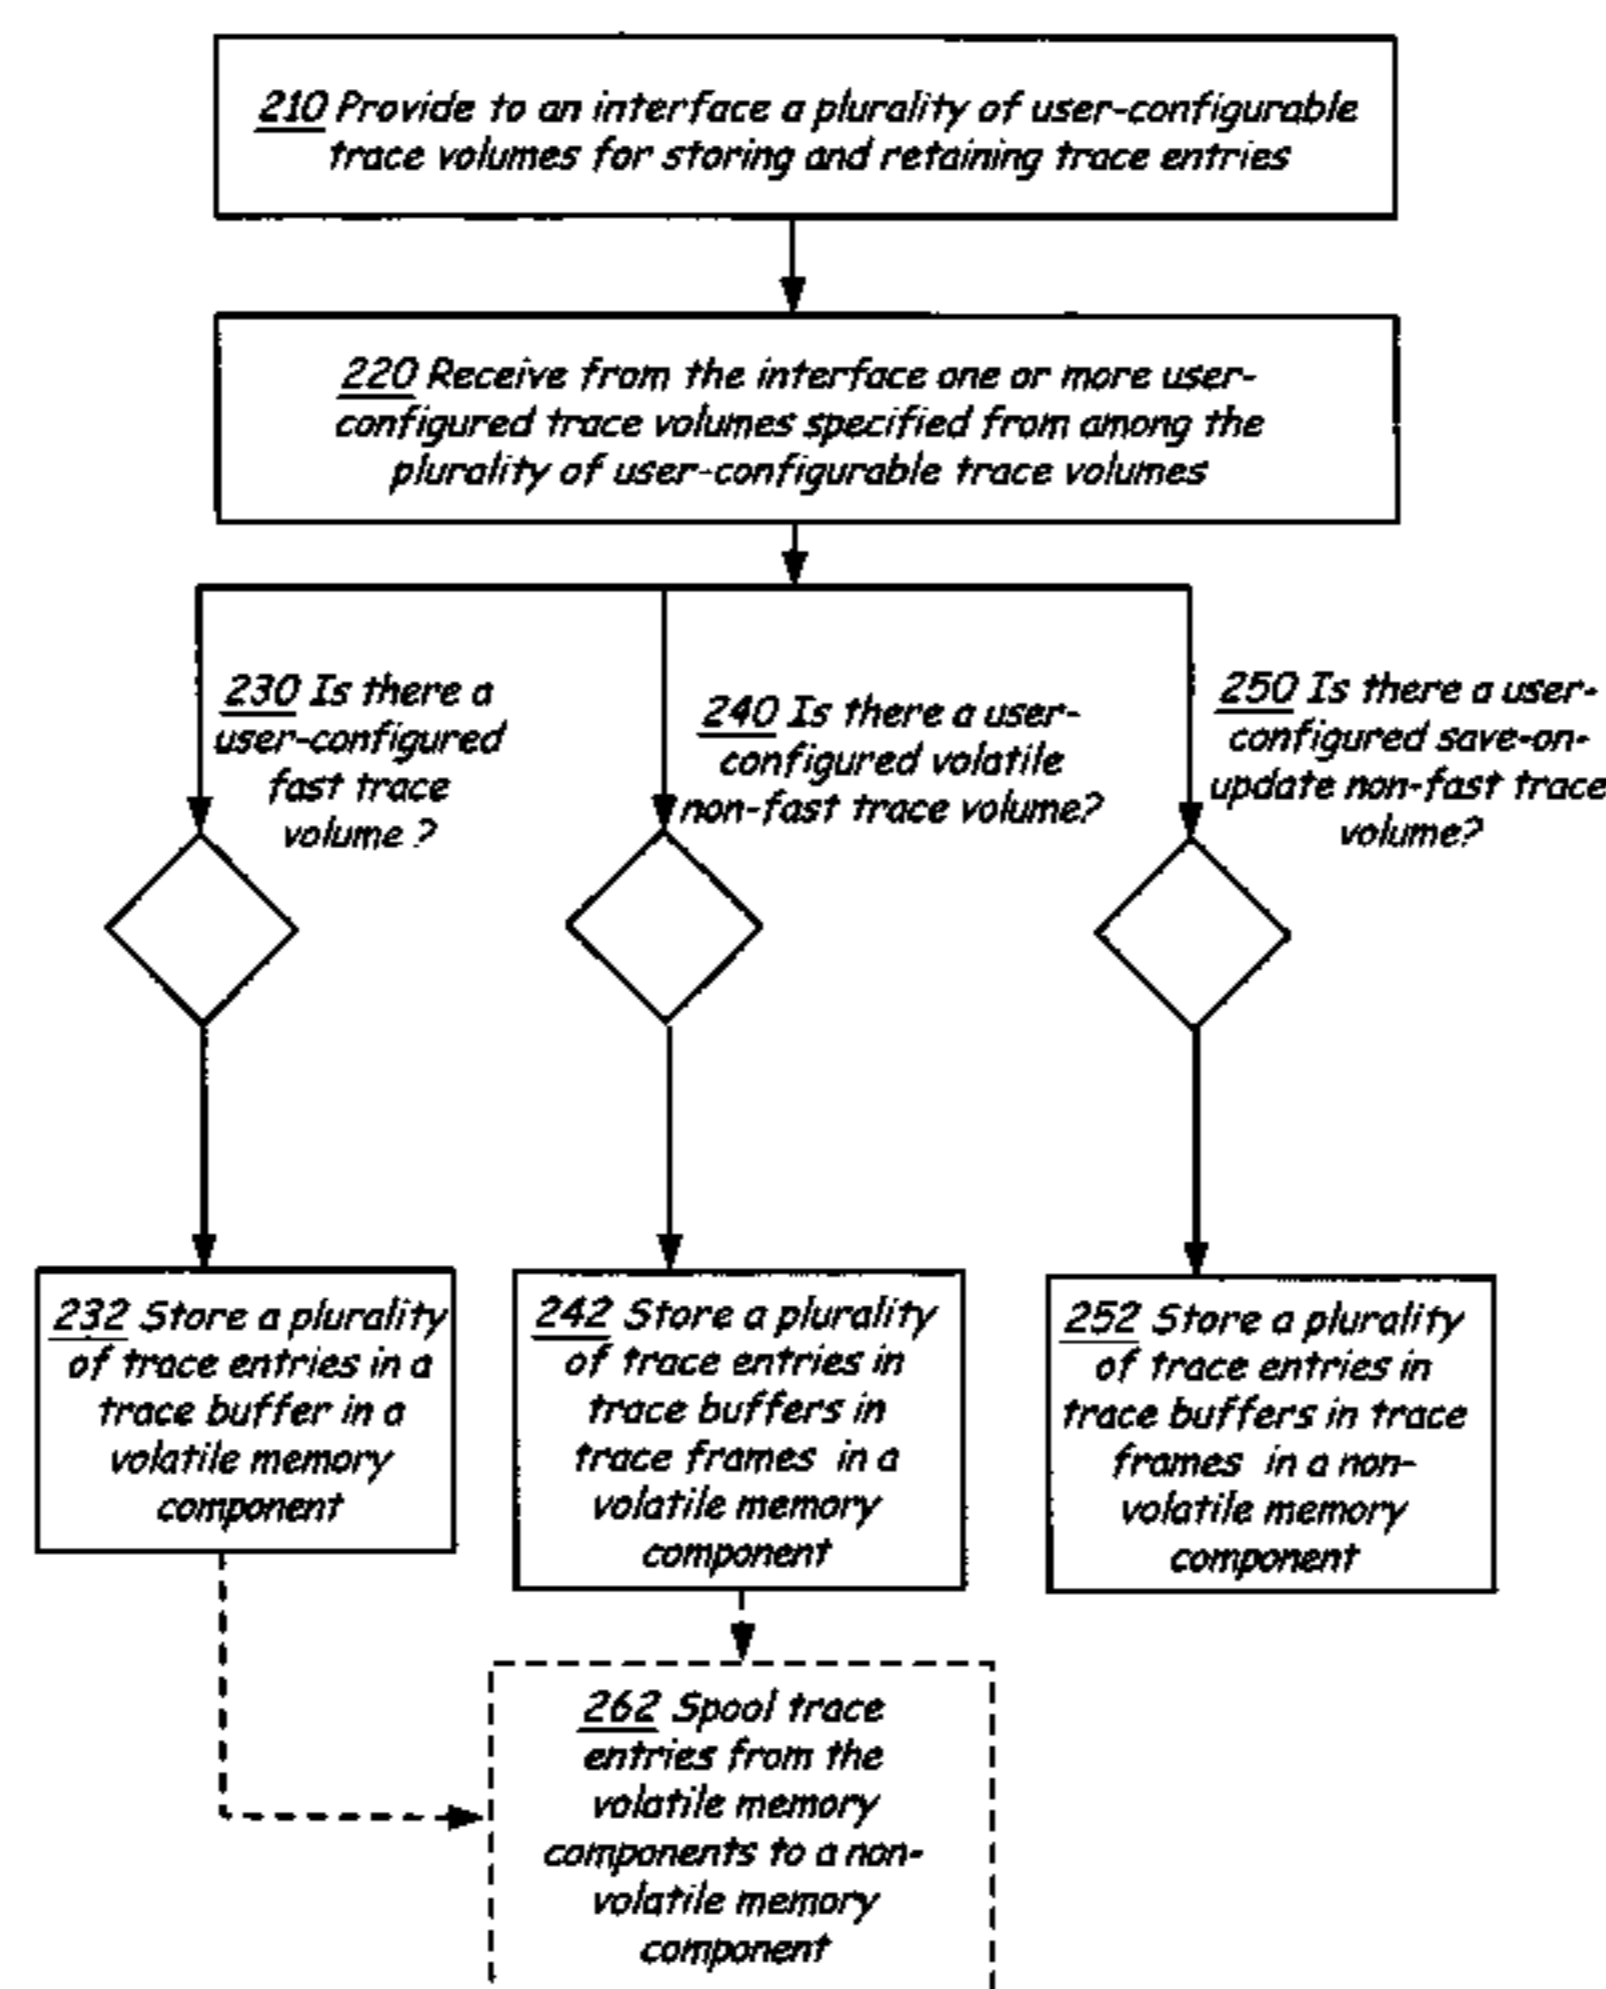 210 Provide to an interface a plurality of user-configurable
trace volumes for storing and retaining trace entries
220 Receive from the interface one or more user-
configured trace volumes specified from among the
plurality of user-configurable trace volumes
230 Is there a
user-configured
fast trace
volume ?
240 Is there a user-
configured volatile
non-fast trace volume?
250 Is there a user-
configured save-on-
update non-fast trace
volume?
232 Store a plurality
of trace entries in a
trace buffer in a
volatile memory
component
242 Store a plurality
of trace entries in
trace buffers in
trace frames in a
volatile memory
component
252 Store a plurality
of trace entries in
trace buffers in trace
frames in a non-
volatile memory
component
262 Spool trace
entries from the
volatile memory
components to a non-
volatile memory
component